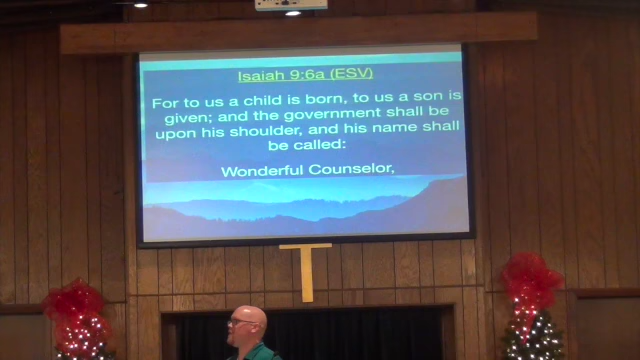 Isaiah 9:6a (ESV)
For to us a child is born, to us a son is
given; and the government shall be
upon his shoulder, and his name shall
be called:
Wonderful Counselor,